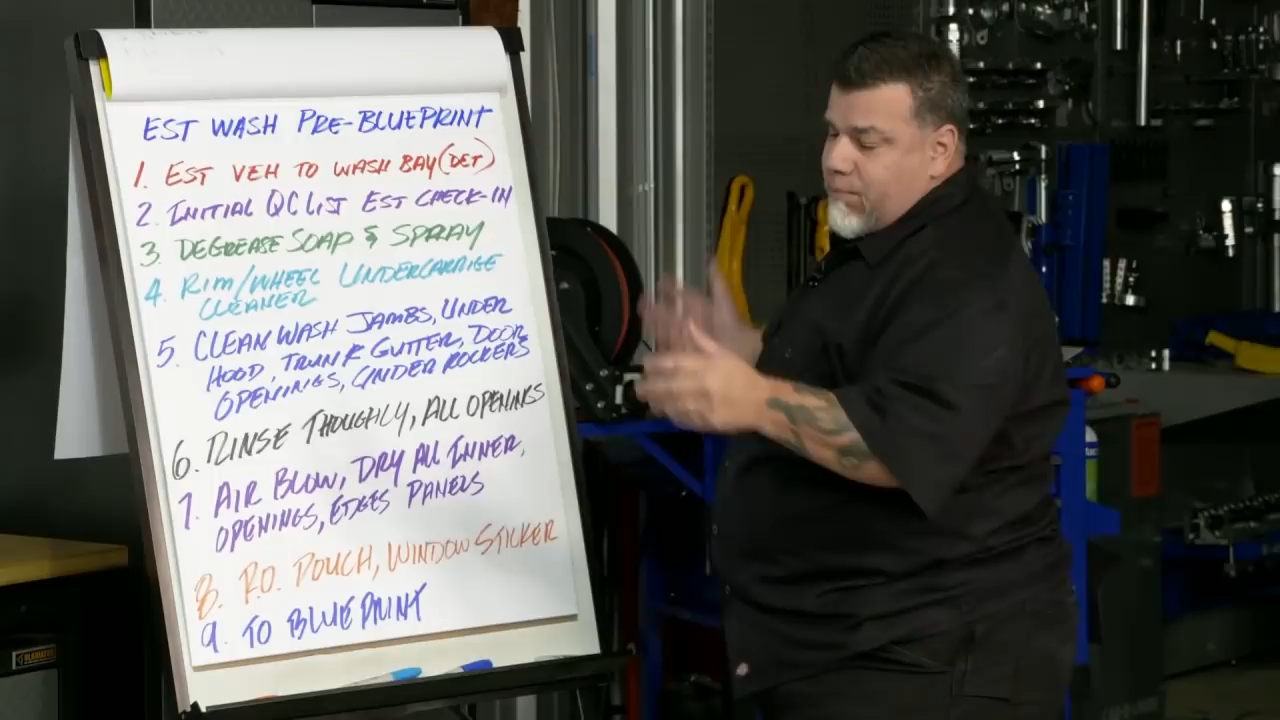 EST WASH PRE-BLUEPRINT
1. EST VEH TO WASH BAY (DET)
2. INITIAL QC LIST EST CHECK-IN
3. DEGREASE SOAP & SPRAY
4. RIM/WHEEL UNDERCARRIGE
CLEANER
5. CLEAN WASH JAMBS, UNDER
HOOD, TRUNK GUTTER, DOOR
OPENINGS, UNDER ROCKERS
6. RINSE THOUGHLY, ALL OPENINGS
7. AIR BLOW, DRY ALL INNER,
OPENINGS, EDGES PANELS
8. R.O. POUCH, WINDOW STICKER
9. TO BLUEPRINT
GLADIATOR